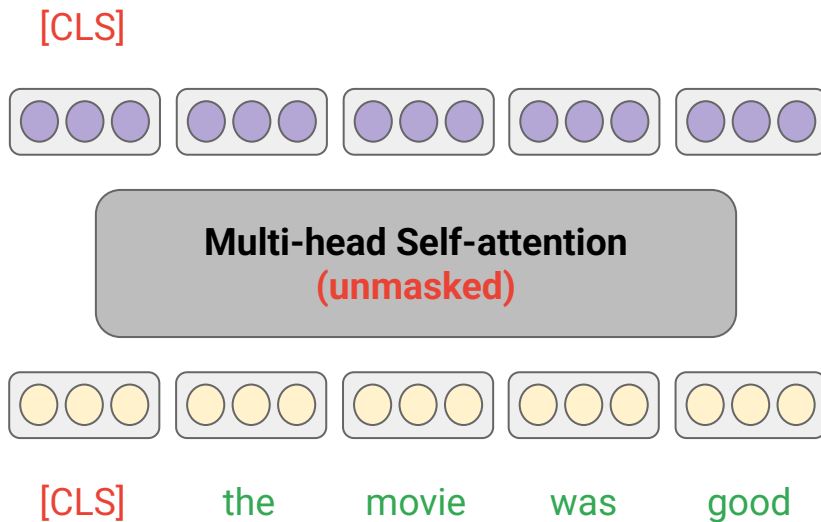 [CLS]
Multi-head Self-attention
(unmasked)
[CLS] the movie was good